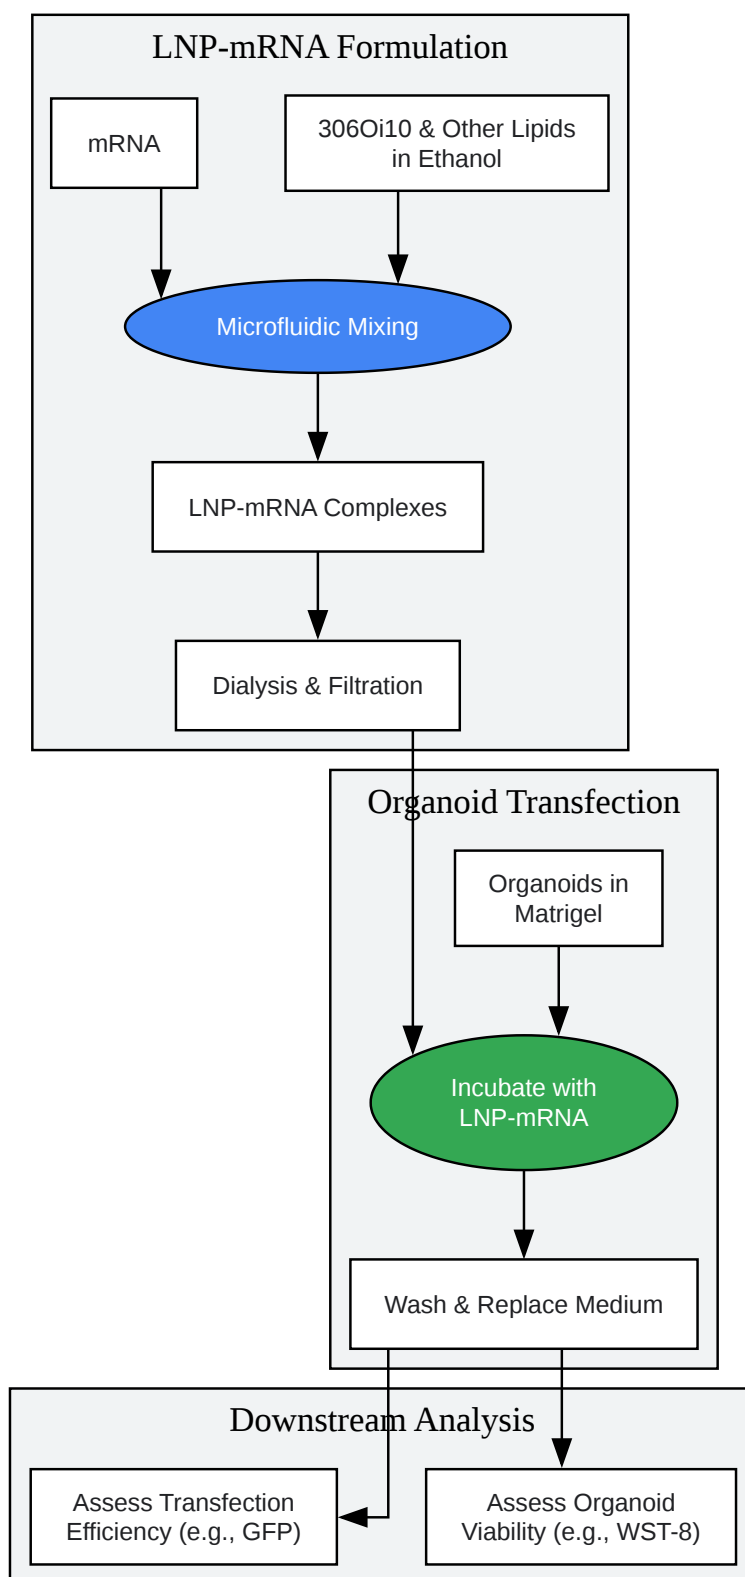 LNP-mRNA Formulation
mRNA
306Oi10 & Other Lipids
in Ethanol
Microfluidic Mixing
LNP-mRNA Complexes
Dialysis & Filtration
Organoid Transfection
Organoids in
Matrigel
Incubate with
LNP-mRNA
Wash & Replace Medium
Downstream Analysis
Assess Transfection
Efficiency (e.g., GFP)
Assess Organoid
Viability (e.g., WST-8)